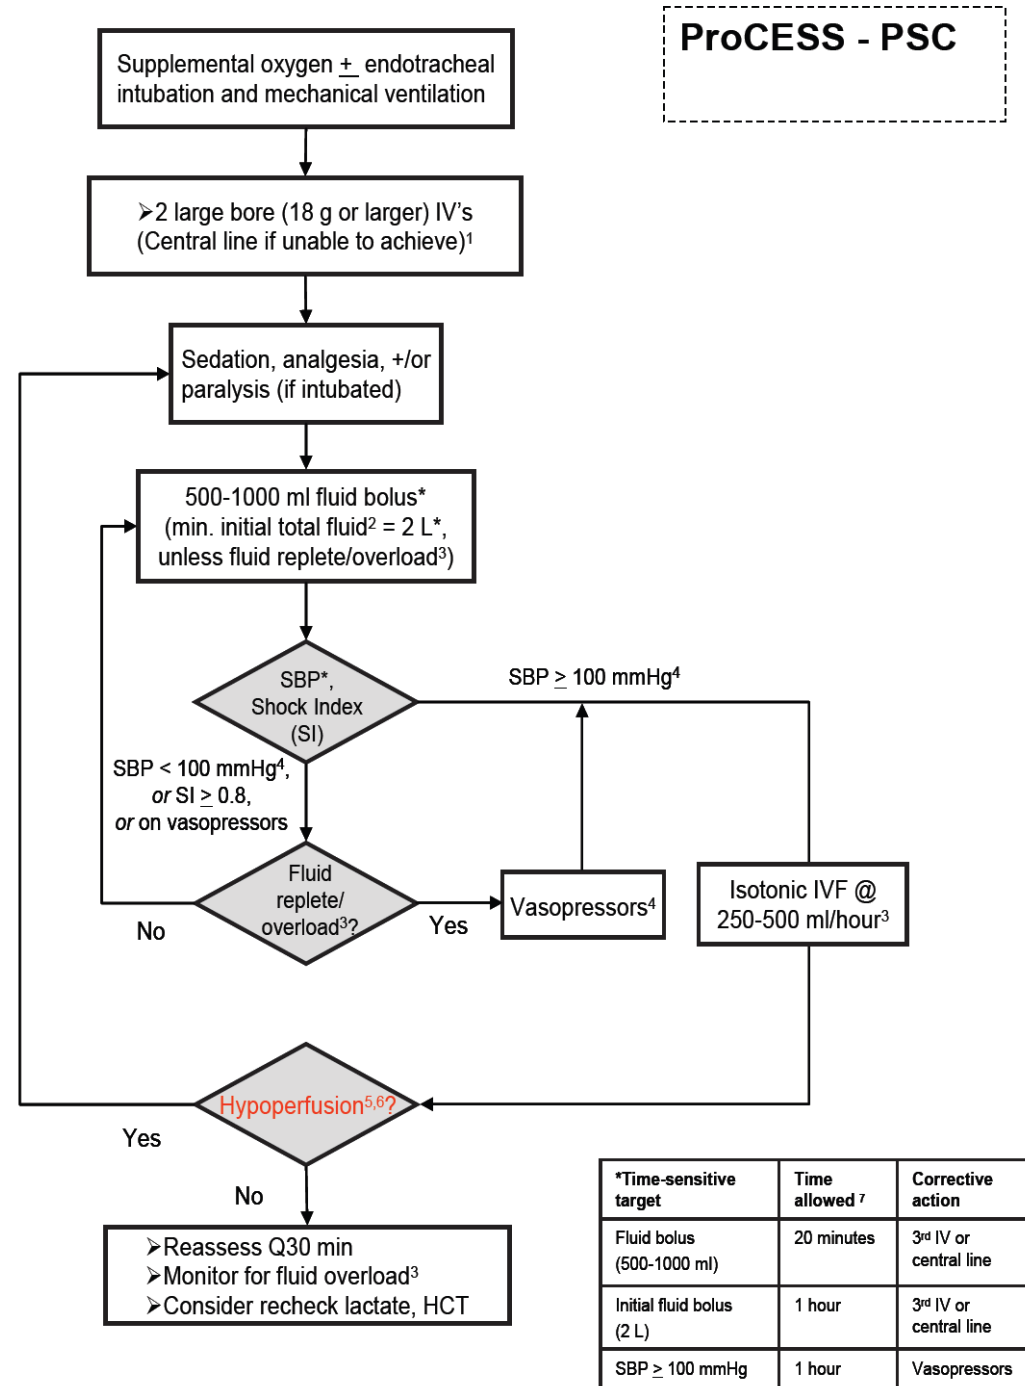 ProCESS - PSC
Supplemental oxygen + endotracheal
intubation and mechanical ventilation
➢2 large bore (18 g or larger) IV's
(Central line if unable to achieve)¹
Sedation, analgesia, +/or
paralysis (if intubated)
500-1000 ml fluid bolus*
(min. initial total fluid² = 2 L*,
unless fluid replete/overload³)
SBP*,
Shock Index
(SI)
SBP ≥ 100 mmHg⁴
SBP < 100 mmHg⁴,
or SI ≥ 0.8,
or on vasopressors
Fluid
replete/
overload³?
No
Yes
Vasopressors⁴
Isotonic IVF @
250-500 ml/hour³
Hypoperfusion⁵,⁶?
Yes
No
➢Reassess Q30 min
➢Monitor for fluid overload³
➢Consider recheck lactate, HCT
*Time-sensitive target | Time allowed ⁷ | Corrective action
Fluid bolus (500-1000 ml) | 20 minutes | 3rd IV or central line
Initial fluid bolus (2 L) | 1 hour | 3rd IV or central line
SBP ≥ 100 mmHg | 1 hour | Vasopressors